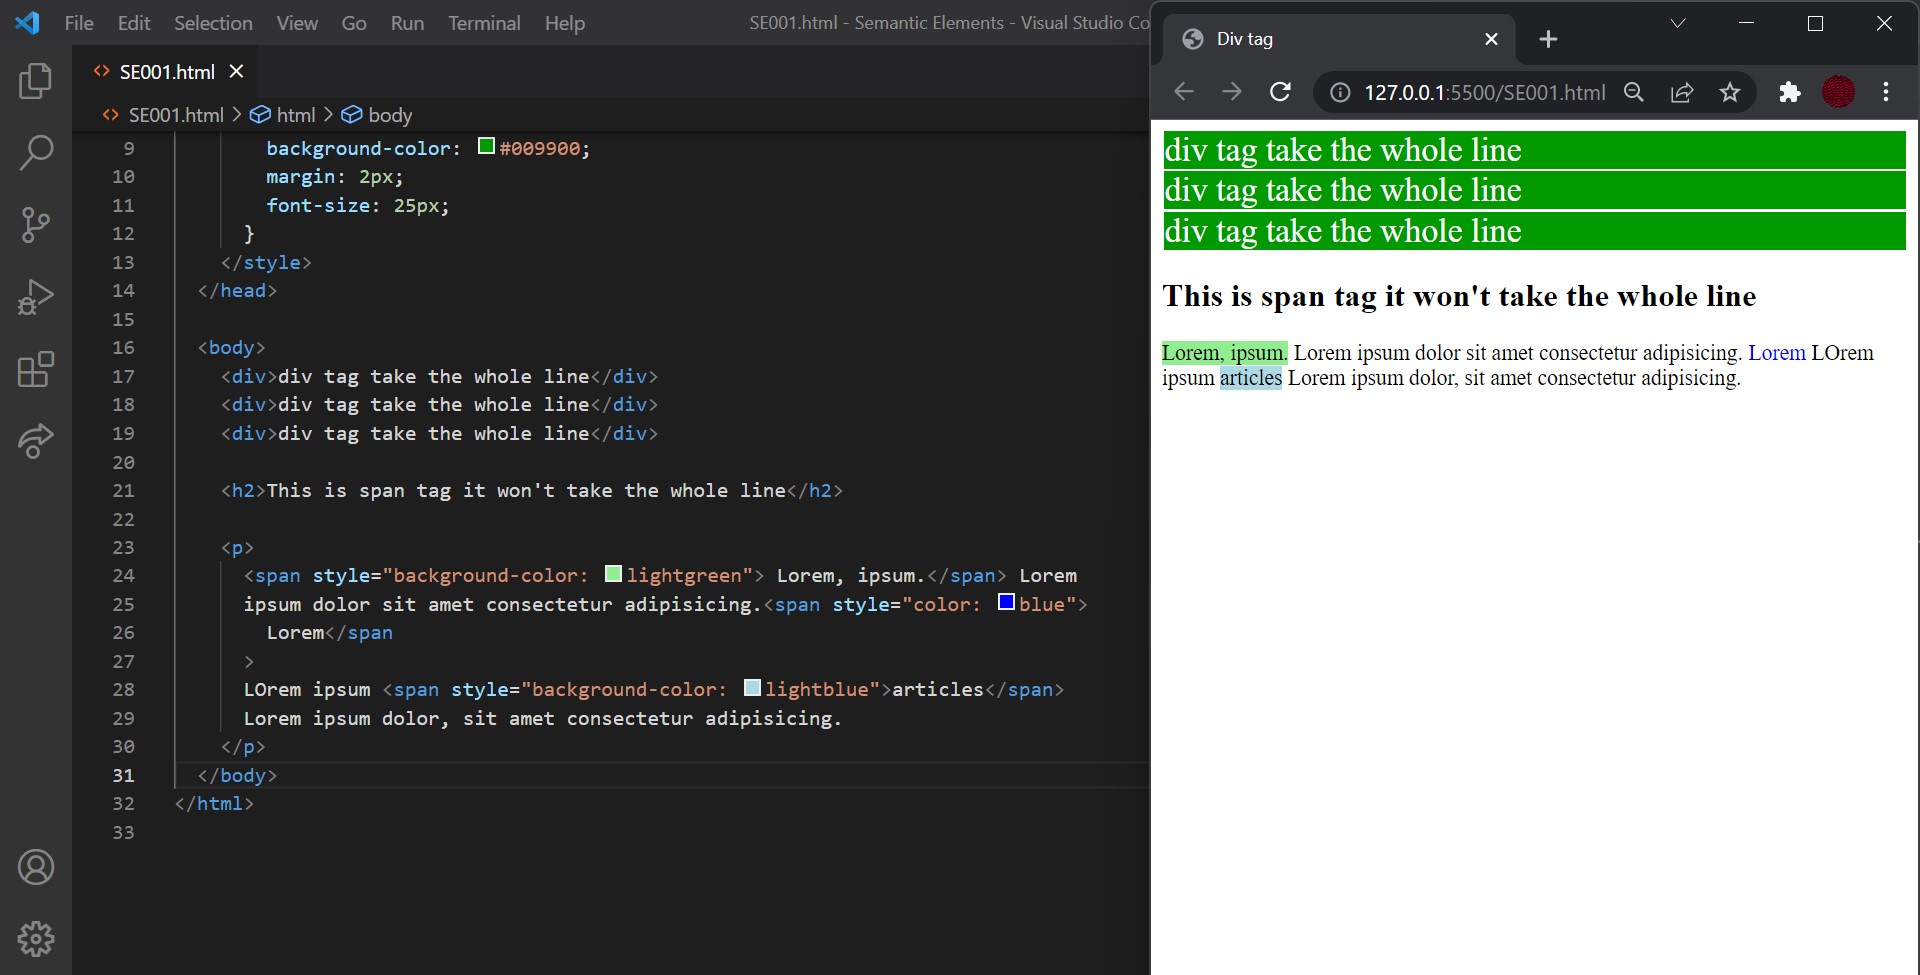 File Edit Selection View Go Run Terminal Help SE001.html - Semantic Elements - Visual Studio Co
SE001.html
SE001.html > html > body
9 background-color: #009900;
10 margin: 2px;
11 font-size: 25px;
12 }
13 </style>
14 </head>
15
16 <body>
17 <div>div tag take the whole line</div>
18 <div>div tag take the whole line</div>
19 <div>div tag take the whole line</div>
20
21 <h2>This is span tag it won't take the whole line</h2>
22
23 <p>
24 <span style="background-color: lightgreen"> Lorem, ipsum.</span> Lorem
25 ipsum dolor sit amet consectetur adipisicing.<span style="color: blue">
26 Lorem</span
27 >
28 LOrem ipsum <span style="background-color: lightblue">articles</span>
29 Lorem ipsum dolor, sit amet consectetur adipisicing.
30 </p>
31 </body>
32 </html>
33
Div tag
127.0.0.1:5500/SE001.html
div tag take the whole line
div tag take the whole line
div tag take the whole line
This is span tag it won't take the whole line
Lorem, ipsum. Lorem ipsum dolor sit amet consectetur adipisicing. Lorem LOrem
ipsum articles Lorem ipsum dolor, sit amet consectetur adipisicing.